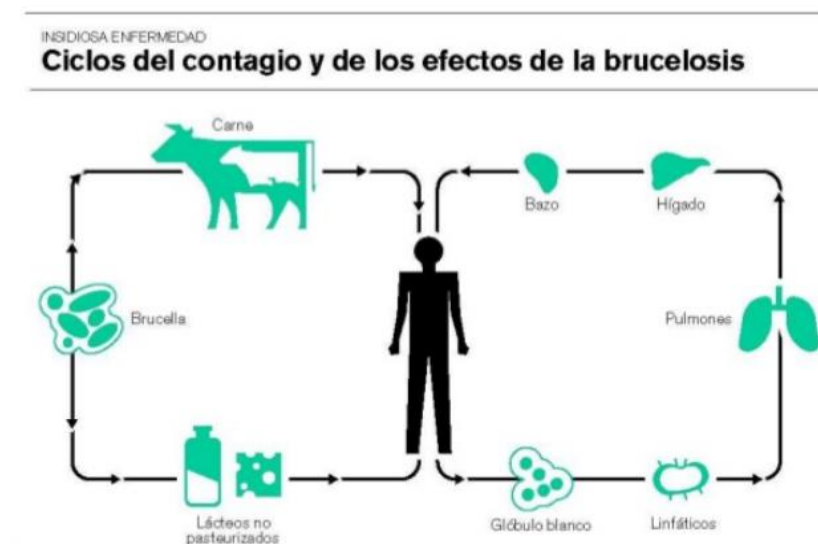 INSIDIOSA ENFERMEDAD
Ciclos del contagio y de los efectos de la brucelosis
Carne
Bazo
Hígado
Brucella
Pulmones
Lácteos no
pasteurizados
Glóbulo blanco
Linfáticos